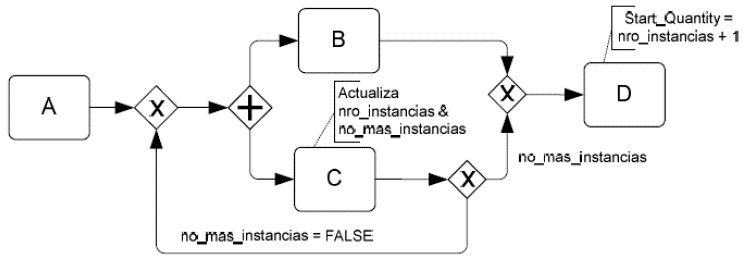 Start_Quantity =
nro_instancias + 1
B
A
X
Actualiza
nro_instancias &
no_mas_instancias
X
D
no_mas_instancias
C
X
no_mas_instancias = FALSE